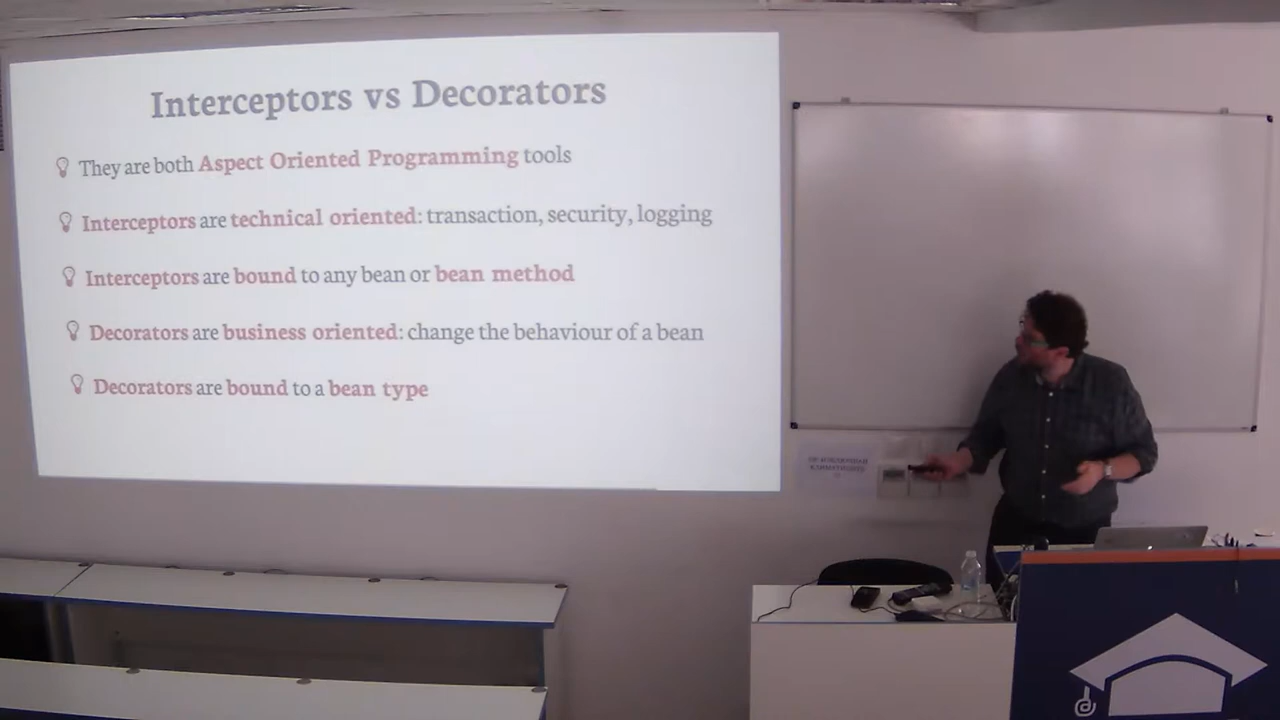 Interceptors vs Decorators
They are both Aspect Oriented Programming tools
Interceptors are technical oriented: transaction, security, logging
Interceptors are bound to any bean or bean method
Decorators are business oriented: change the behaviour of a bean
Decorators are bound to a bean type